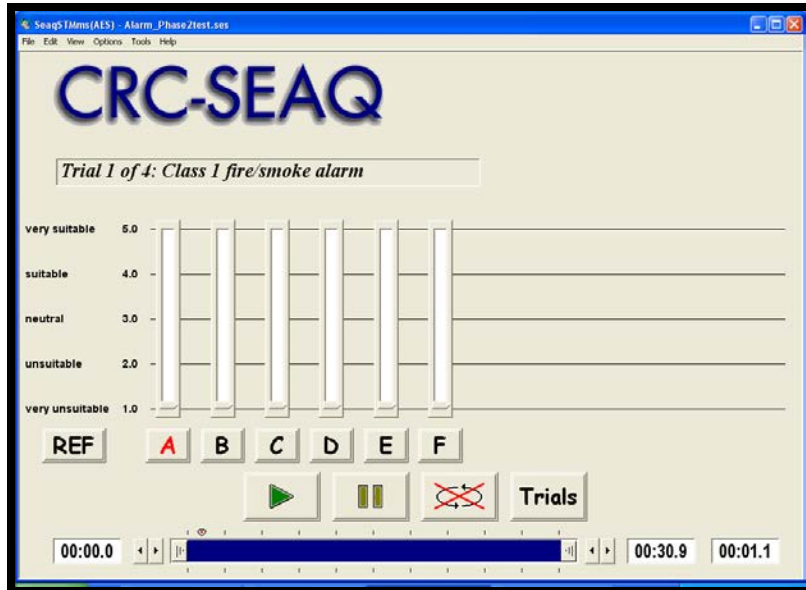 SeaqSTMms(AES) - Alarm_Phase2test.ses
File Edit View Options Tools Help
CRC-SEAQ
Trial 1 of 4: Class 1 fire/smoke alarm
very suitable 5.0
suitable 4.0
neutral 3.0
unsuitable 2.0
very unsuitable 1.0
REF A B C D E F
Trials
00:00.0 00:30.9 00:01.1